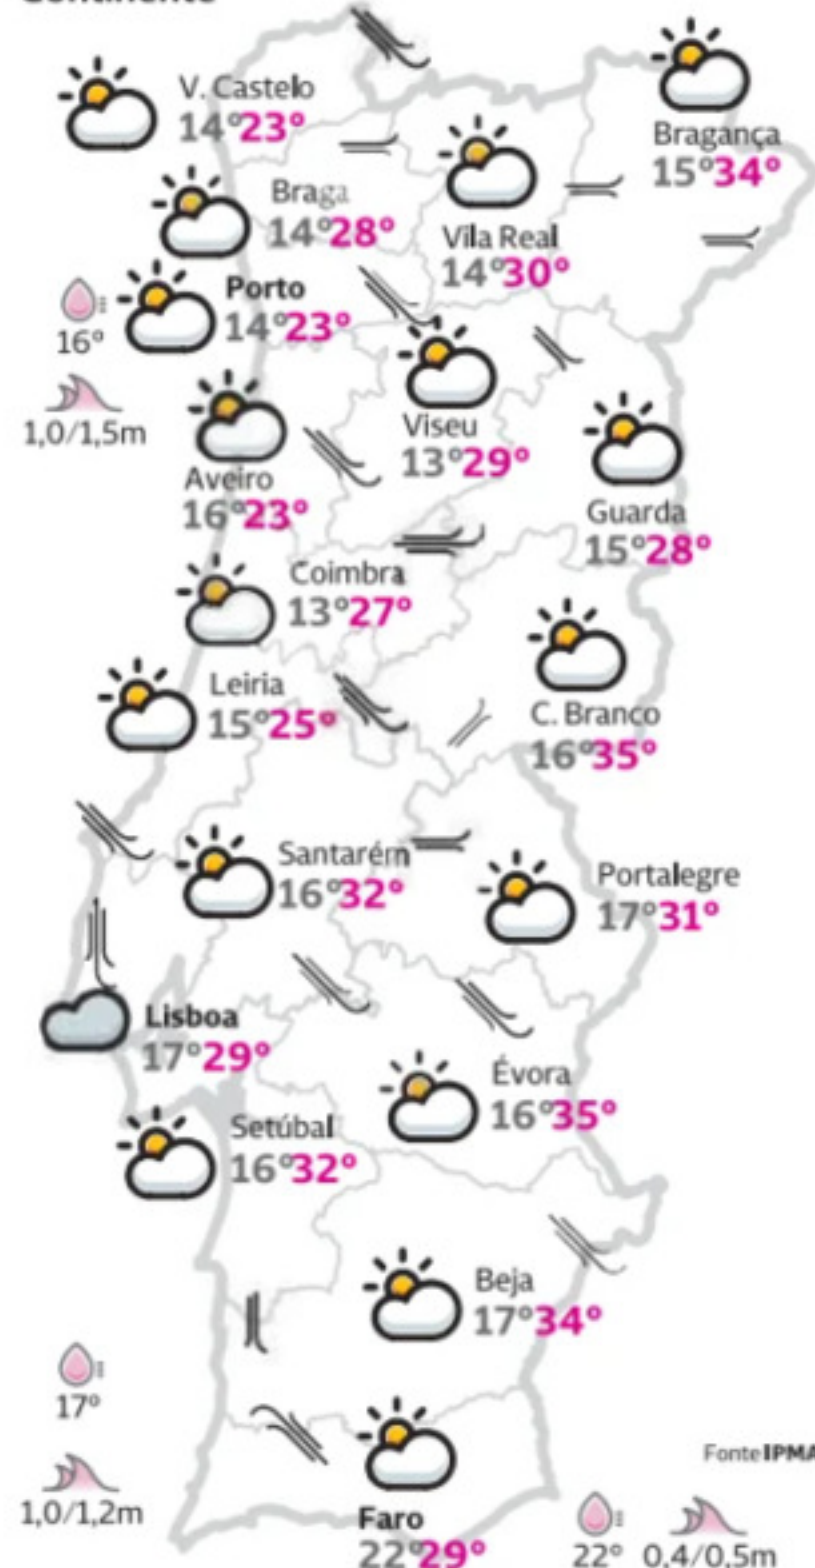 Continente
V. Castelo
14° 23°
Bragança
15° 34°
Braga
14° 28°
Vila Real
14° 30°
Porto
14° 23°
16°
1,0/1,5m
Viseu
13° 29°
Aveiro
16° 23°
Guarda
15° 28°
Coimbra
13° 27°
Leiria
15° 25°
C. Branco
16° 35°
Santarém
16° 32°
Portalegre
17° 31°
Lisboa
17° 29°
Évora
16° 35°
Setúbal
16° 32°
Beja
17° 34°
17°
1,0/1,2m
Fonte IPMA
Faro
22° 29°
22°
0,4/0,5m